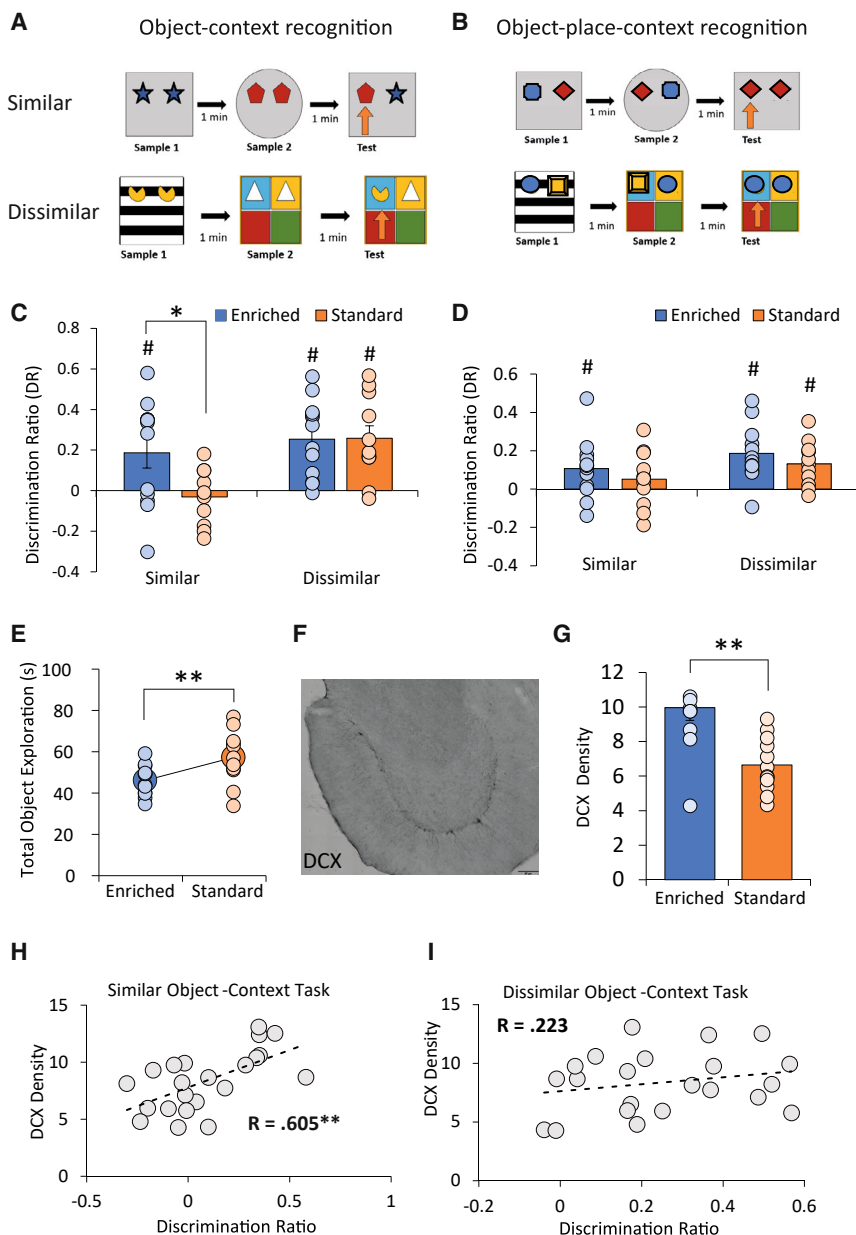 A
Object-context recognition
B
Object-place-context recognition
Similar
1 min
1 min
Sample 1
Sample 2
Test
1 min
1 min
Sample 1
Sample 2
Test
Dissimilar
1 min
1 min
Sample 1
Sample 2
Test
1 min
1 min
Sample 1
Sample 2
Test
C
Enriched Standard
*
# # #
Discrimination Ratio (DR)
0.8
0.6
0.4
0.2
0
-0.2
-0.4
Similar Dissimilar
D
Enriched Standard
# # #
Discrimination Ratio (DR)
0.6
0.4
0.2
0
-0.2
-0.4
Similar Dissimilar
E
**
Total Object Exploration (s)
100
80
60
40
20
0
Enriched Standard
F
DCX
G
**
DCX Density
12
10
8
6
4
2
0
Enriched Standard
H
Similar Object -Context Task
DCX Density
15
10
5
0
R = .605**
-0.5 0 0.5 1
Discrimination Ratio
I
Dissimilar Object -Context Task
R = .223
DCX Density
15
10
5
0
-0.2 0 0.2 0.4 0.6
Discrimination Ratio